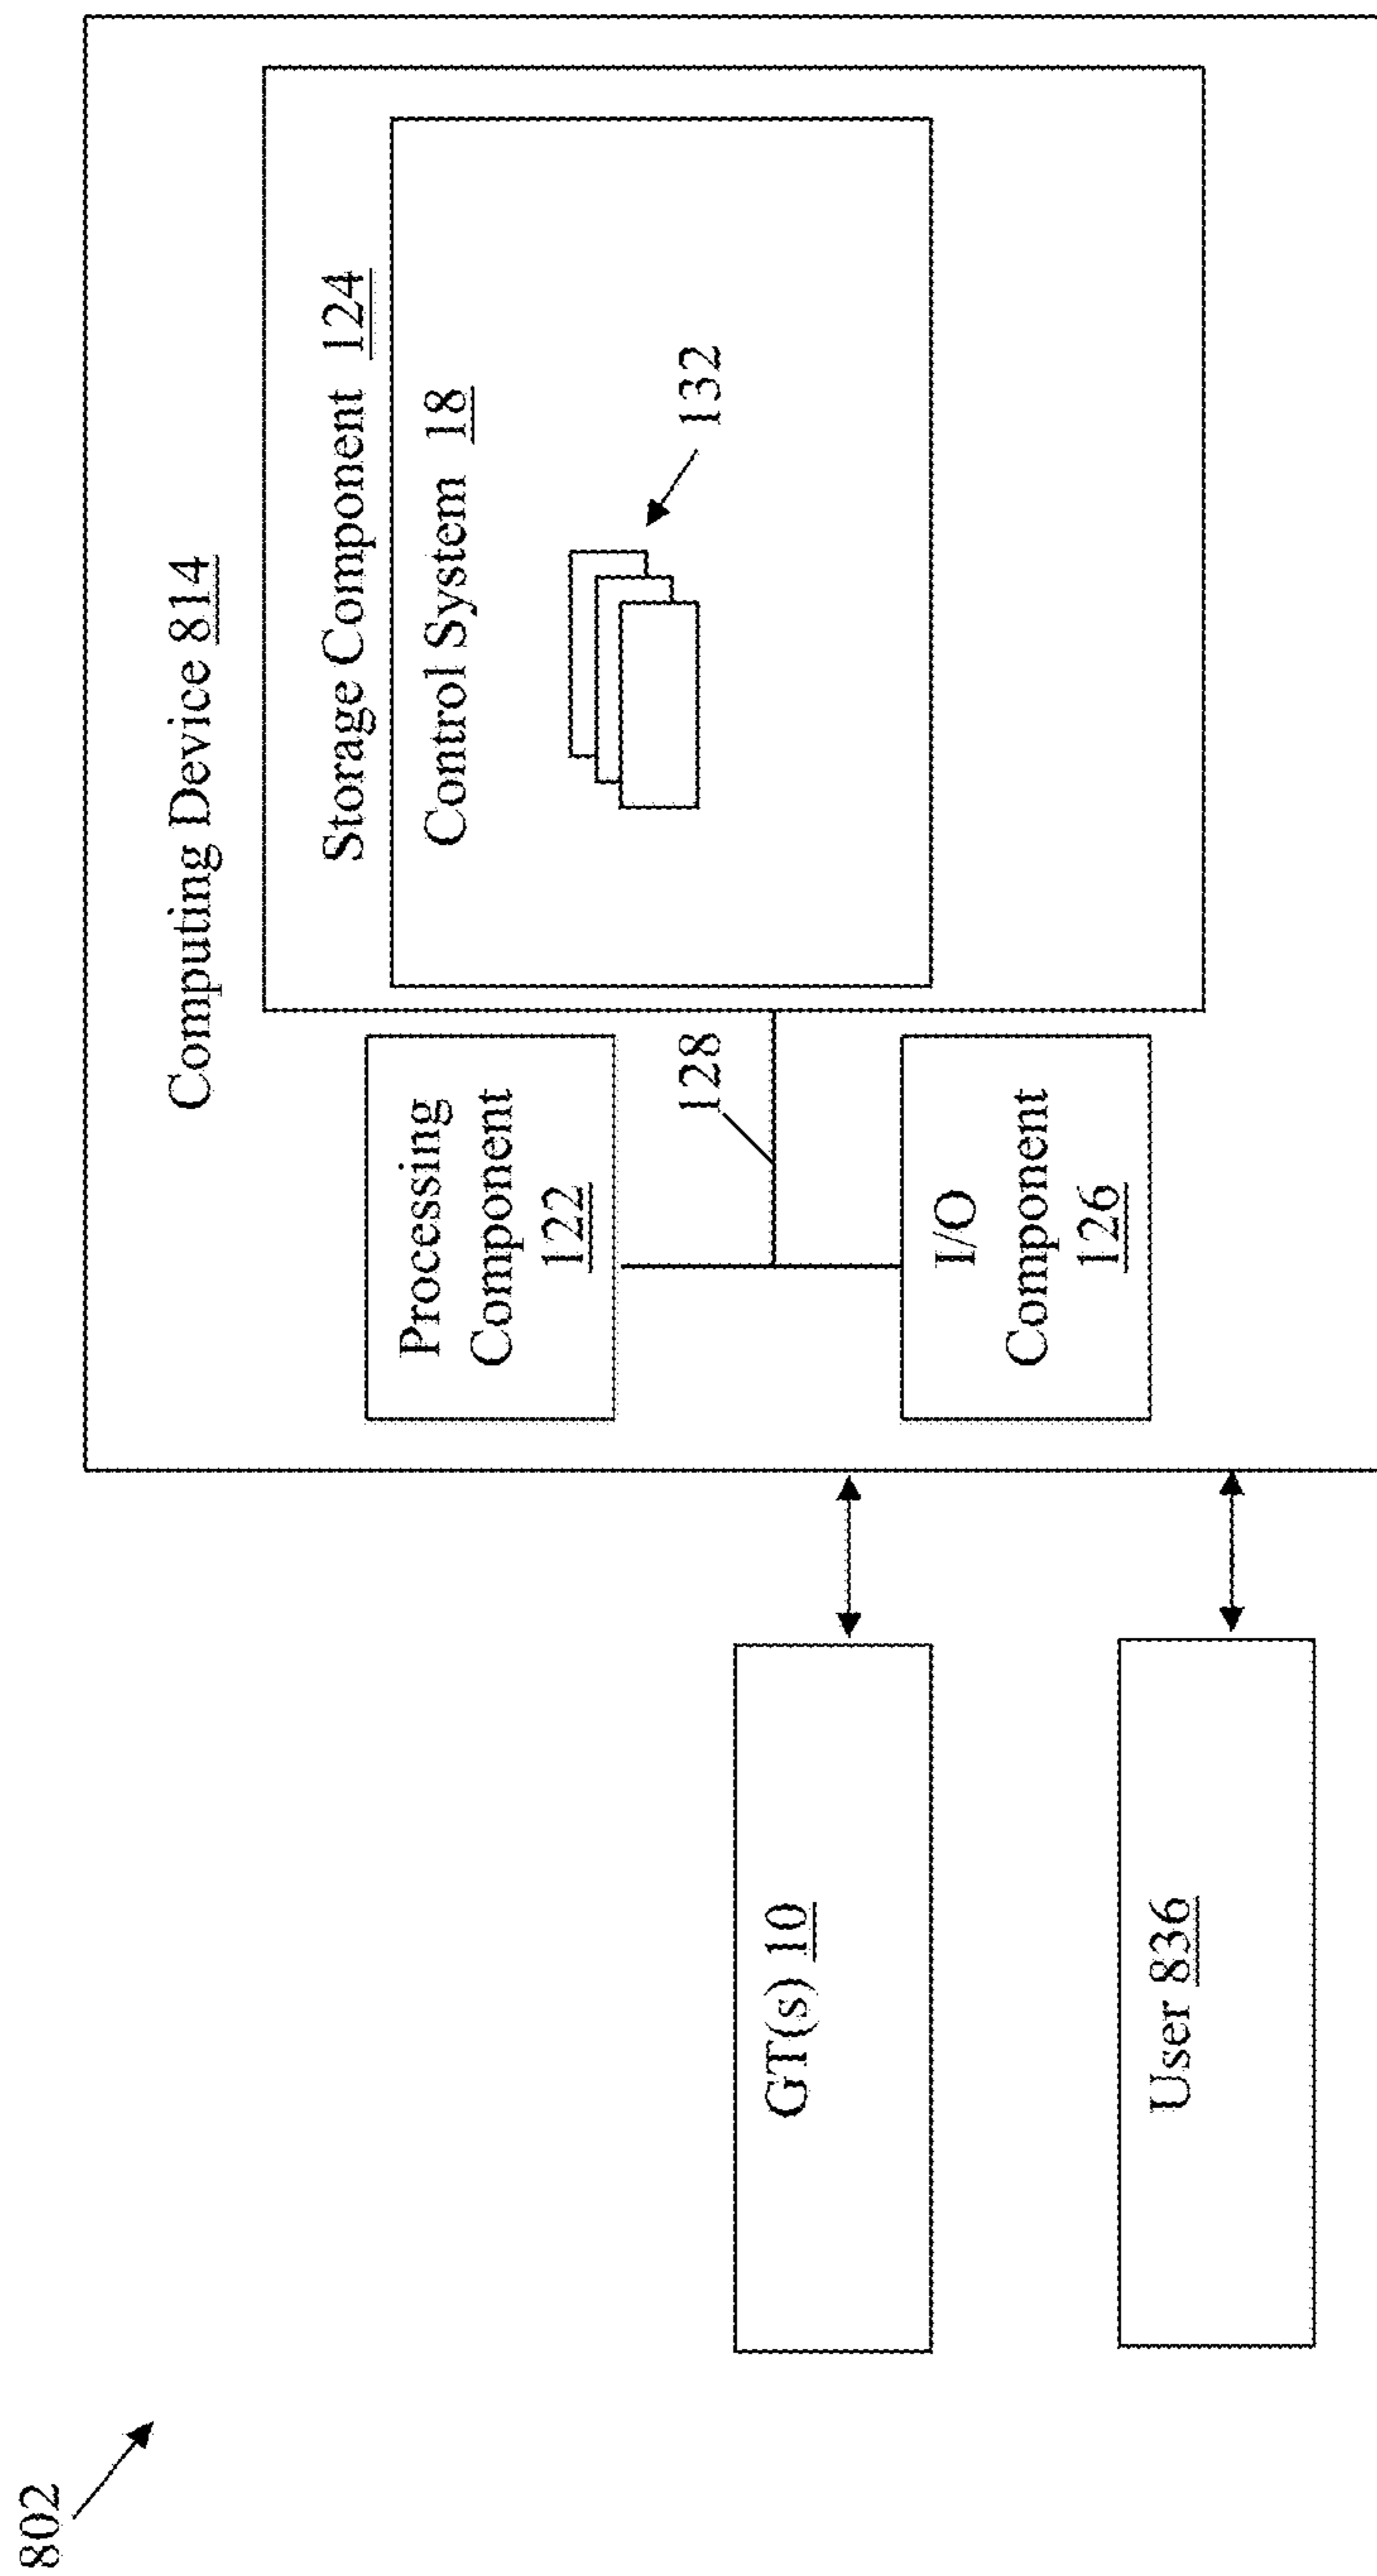 802
Computing Device 814
Storage Component 124
Control System 18
132
Processing
Component
122
128
I/O
Component
126
GT(s) 10
User 836